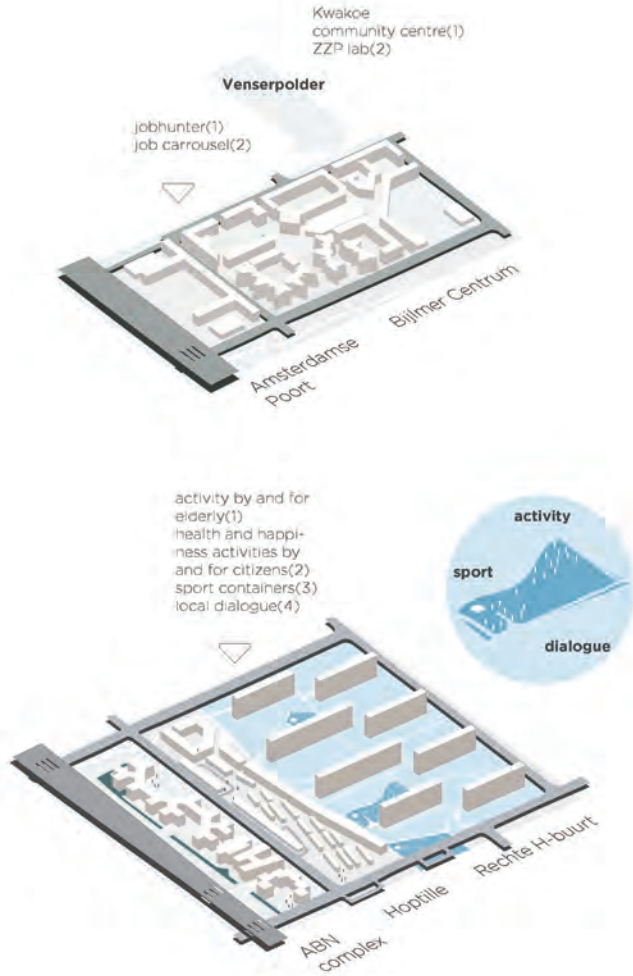 Kwakoe
community centre(1)
ZZP lab(2)
Venserpolder
jobhunter(1)
job carrousel(2)
Bijlmer Centrum
Amsterdamse
Poort
activity by and for
elderly(1)
health and happi-
ness activities by
and for citizens(2)
sport containers(3)
local dialogue(4)
activity
sport
dialogue
Rechte H-buurt
Hoptille
ABN
complex